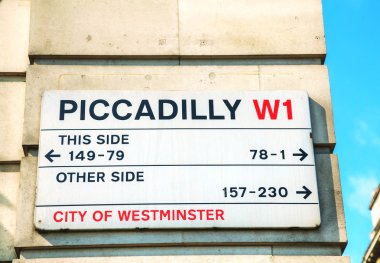 PICCADILLY W1
THIS SIDE
← 149-79 78-1 →
OTHER SIDE
157-230 →
CITY OF WESTMINSTER